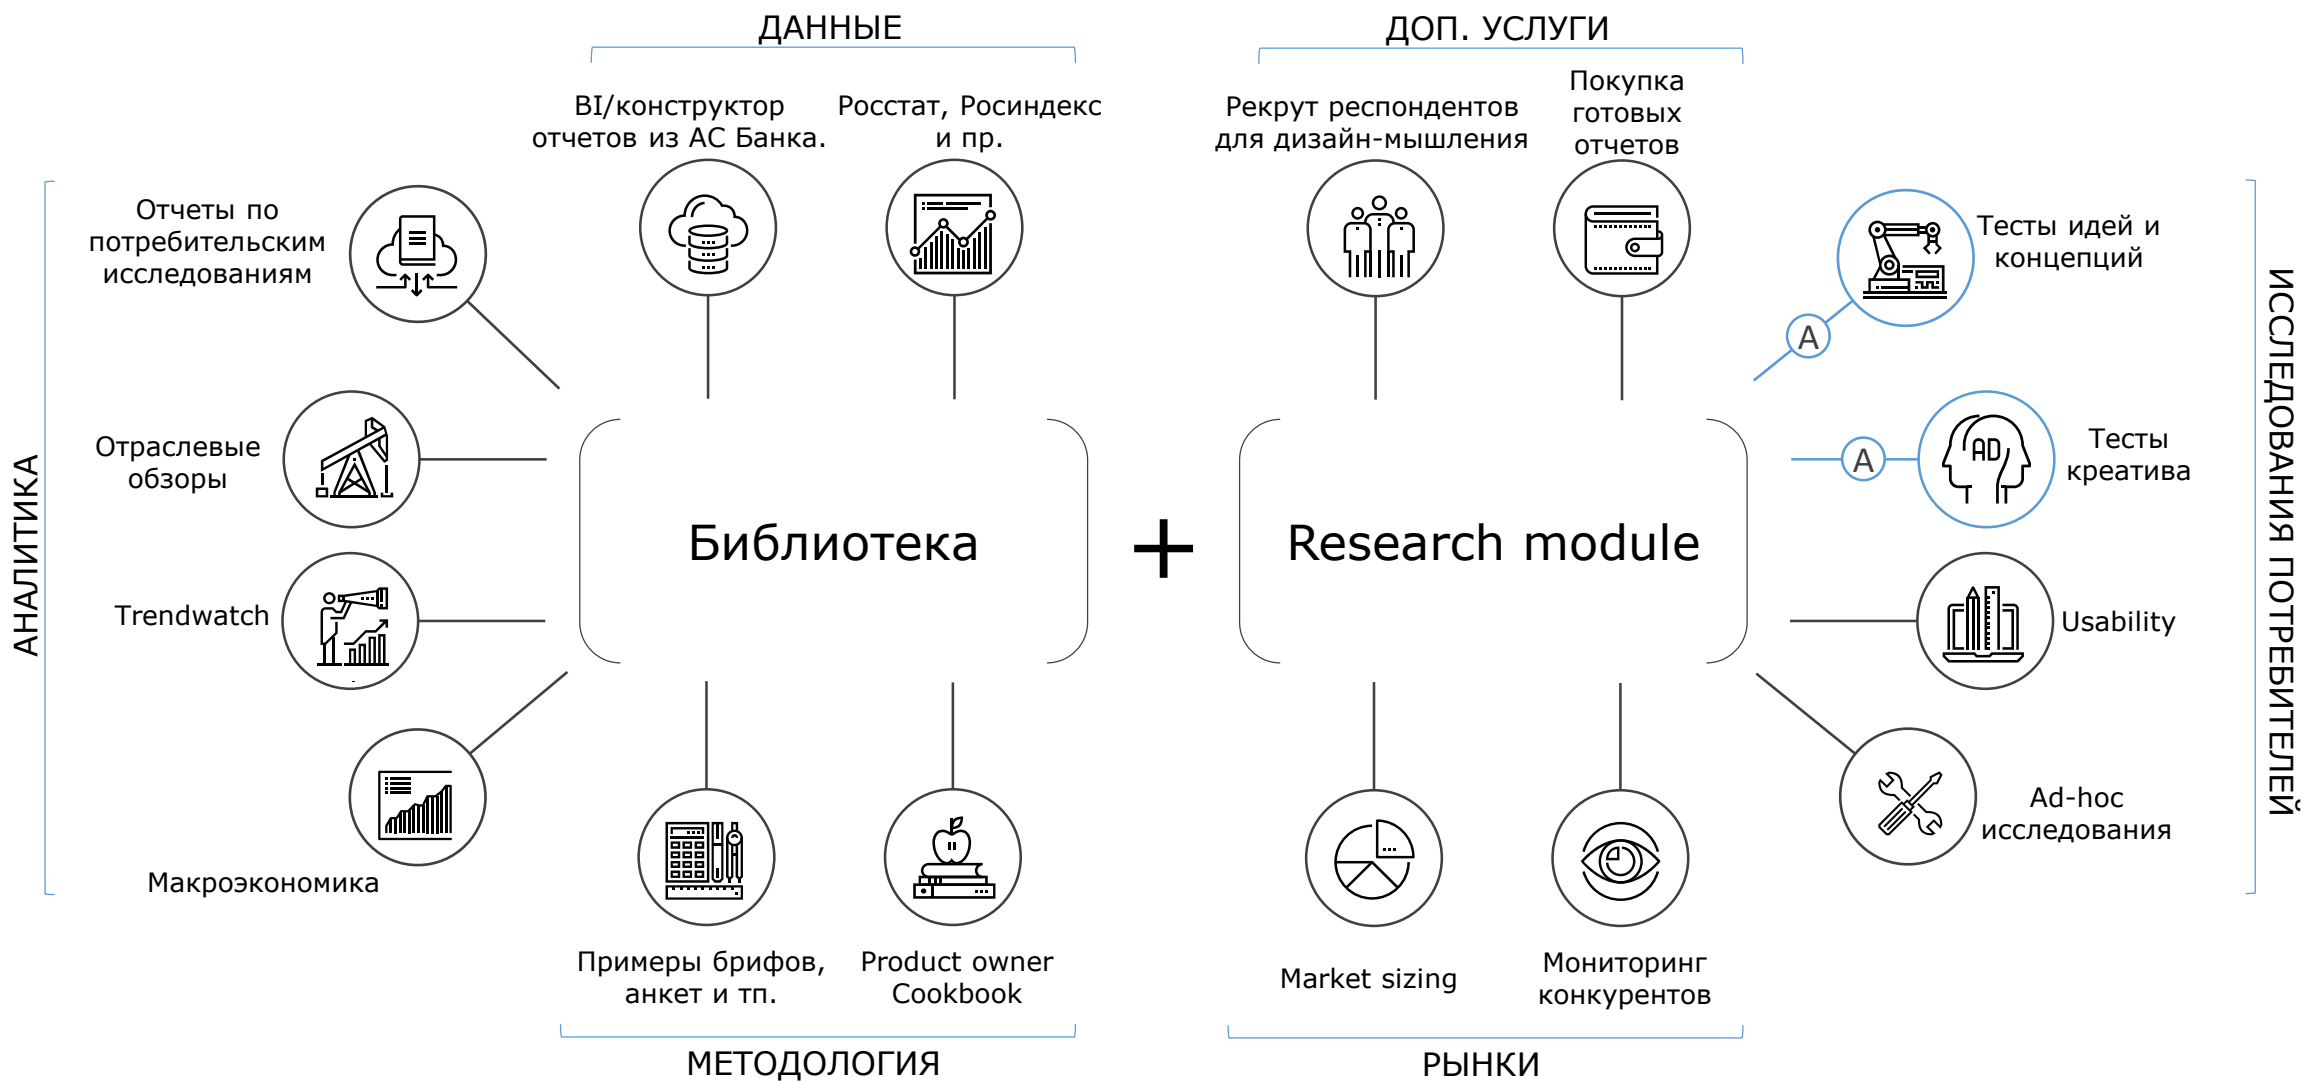 ДАННЫЕ
ДОП. УСЛУГИ
BI/конструктор
отчетов из АС Банка.
Росстат, Росиндекс
и пр.
Рекрут респондентов
для дизайн-мышления
Покупка
готовых
отчетов
АНАЛИТИКА
Отчеты по
потребительским
исследованиям
Отраслевые
обзоры
Trendwatch
Макроэкономика
Библиотека
+
Research module
A
Тесты идей и
концепций
A
AD
Тесты
креатива
Usability
Ad-hoc
исследования
ИССЛЕДОВАНИЯ ПОТРЕБИТЕЛЕЙ
Примеры брифов,
анкет и тп.
Product owner
Cookbook
Market sizing
Мониторинг
конкурентов
МЕТОДОЛОГИЯ
РЫНКИ